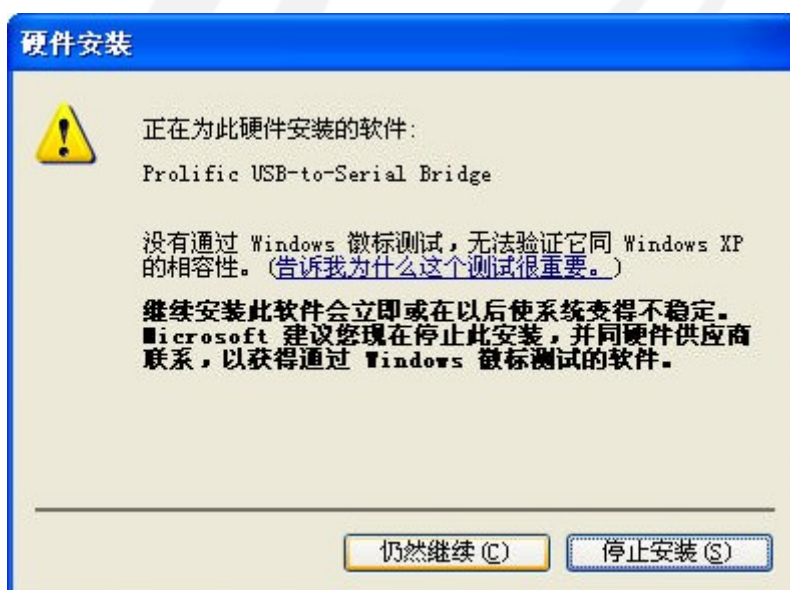 硬件安装
正在为此硬件安装的软件:
Prolific USB-to-Serial Bridge
没有通过 Windows 徽标测试，无法验证它同 Windows XP
的相容性。(告诉我为什么这个测试很重要。)
继续安装此软件会立即或在以后使系统变得不稳定。
Microsoft 建议您现在停止此安装，并同硬件供应商
联系，以获得通过 Windows 徽标测试的软件。
仍然继续(C) 停止安装(S)